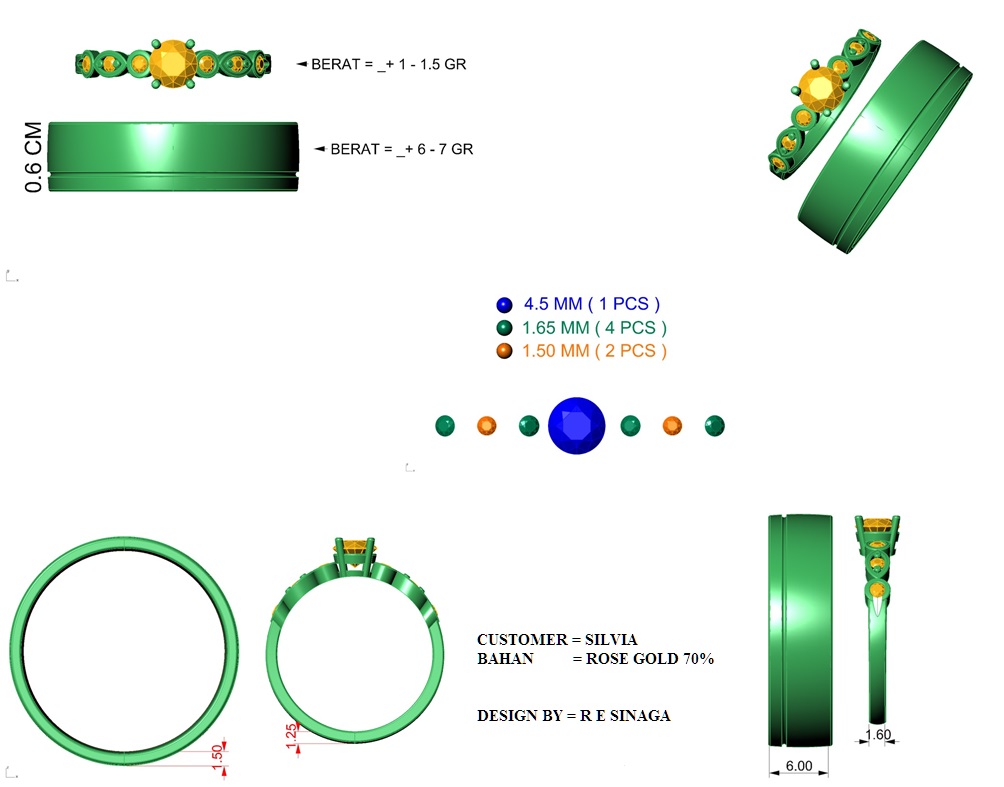 BERAT = _+ 1 - 1.5 GR
0.6 CM
BERAT = _+ 6 - 7 GR
4.5 MM ( 1 PCS )
1.65 MM ( 4 PCS )
1.50 MM ( 2 PCS )
CUSTOMER = SILVIA
BAHAN = ROSE GOLD 70%
DESIGN BY = R E SINAGA
1.50
1.25
1.60
6.00